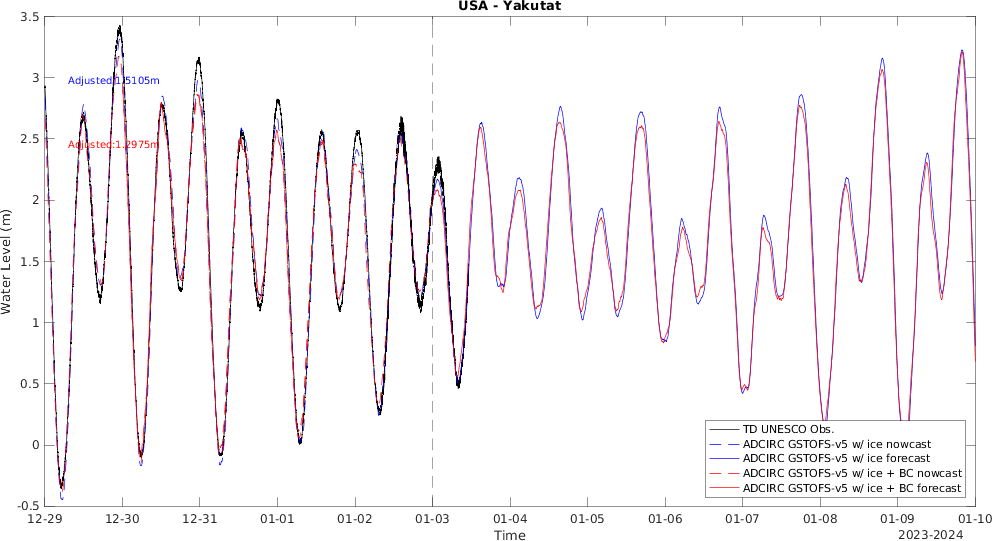 USA - Yakutat
3.5
3
2.5
2
1.5
1
0.5
0
-0.5
Water Level (m)
Adjusted:1.5105m
Adjusted:1.2975m
TD UNESCO Obs.
ADCIRC GSTOFS-v5 w/ ice nowcast
ADCIRC GSTOFS-v5 w/ ice forecast
ADCIRC GSTOFS-v5 w/ ice + BC nowcast
ADCIRC GSTOFS-v5 w/ ice + BC forecast
12-29 12-30 12-31 01-01 01-02 01-03 01-04 01-05 01-06 01-07 01-08 01-09 01-10
Time
2023-2024